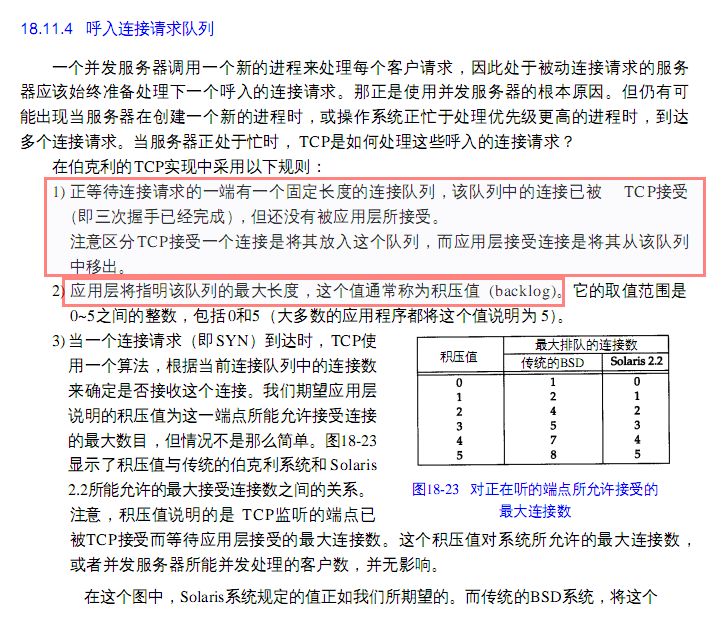 18.11.4 呼入连接请求队列
一个并发服务器调用一个新的进程来处理每个客户请求，因此处于被动连接请求的服务
器应该始终准备处理下一个呼入的连接请求。那正是使用并发服务器的根本原因。但仍有可
能出现当服务器在创建一个新的进程时，或操作系统正忙于处理优先级更高的进程时，到达
多个连接请求。当服务器正处于忙时，TCP是如何处理这些呼入的连接请求？
在伯克利的TCP实现中采用以下规则：
1) 正等待连接请求的一端有一个固定长度的连接队列，该队列中的连接已被 TCP接受
(即三次握手已经完成)，但还没有被应用层所接受。
注意区分TCP接受一个连接是将其放入这个队列，而应用层接受连接是将其从该队列
中移出。
2) 应用层将指明该队列的最大长度，这个值通常称为积压值 (backlog)。它的取值范围是
0~5之间的整数，包括0和5（大多数的应用程序都将这个值说明为 5）。
3) 当一个连接请求（即SYN）到达时，TCP使
用一个算法，根据当前连接队列中的连接数
来确定是否接收这个连接。我们期望应用层
说明的积压值为这一端点所能允许接受连接
的最大数目，但情况不是那么简单。图18-23
显示了积压值与传统的伯克利系统和 Solaris
2.2所能允许的最大接受连接数之间的关系。
注意，积压值说明的是 TCP监听的端点已
被TCP接受而等待应用层接受的最大连接数。这个积压值对系统所允许的最大连接数，
或者并发服务器所能并发处理的客户数，并无影响。
积压值 最大排队的连接数
传统的BSD Solaris 2.2
0 1 0
1 2 1
2 4 2
3 5 3
4 7 4
5 8 5
图18-23 对正在听的端点所允许接受的
最大连接数
在这个图中，Solaris系统规定的值正如我们所期望的。而传统的BSD系统，将这个